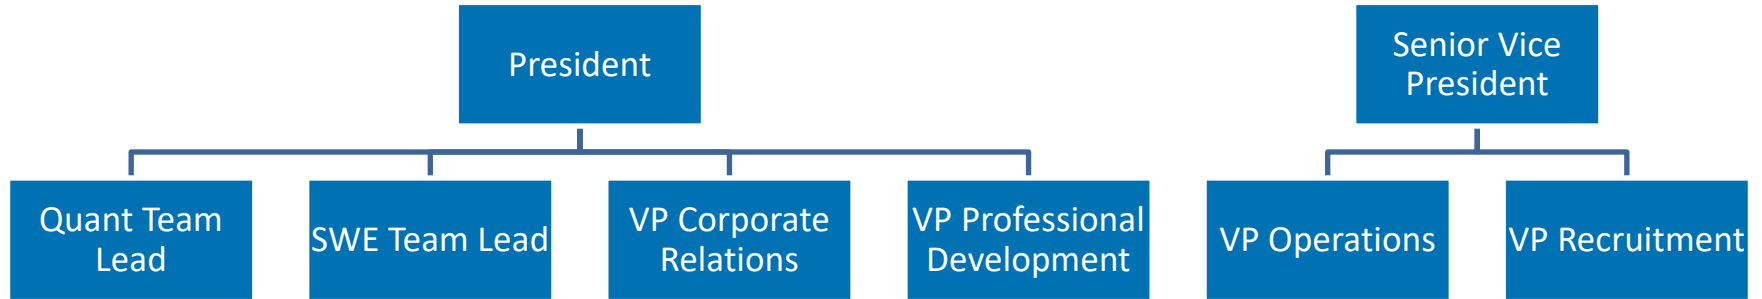 President
Senior Vice
President
Quant Team
Lead
SWE Team Lead
VP Corporate
Relations
VP Professional
Development
VP Operations
VP Recruitment